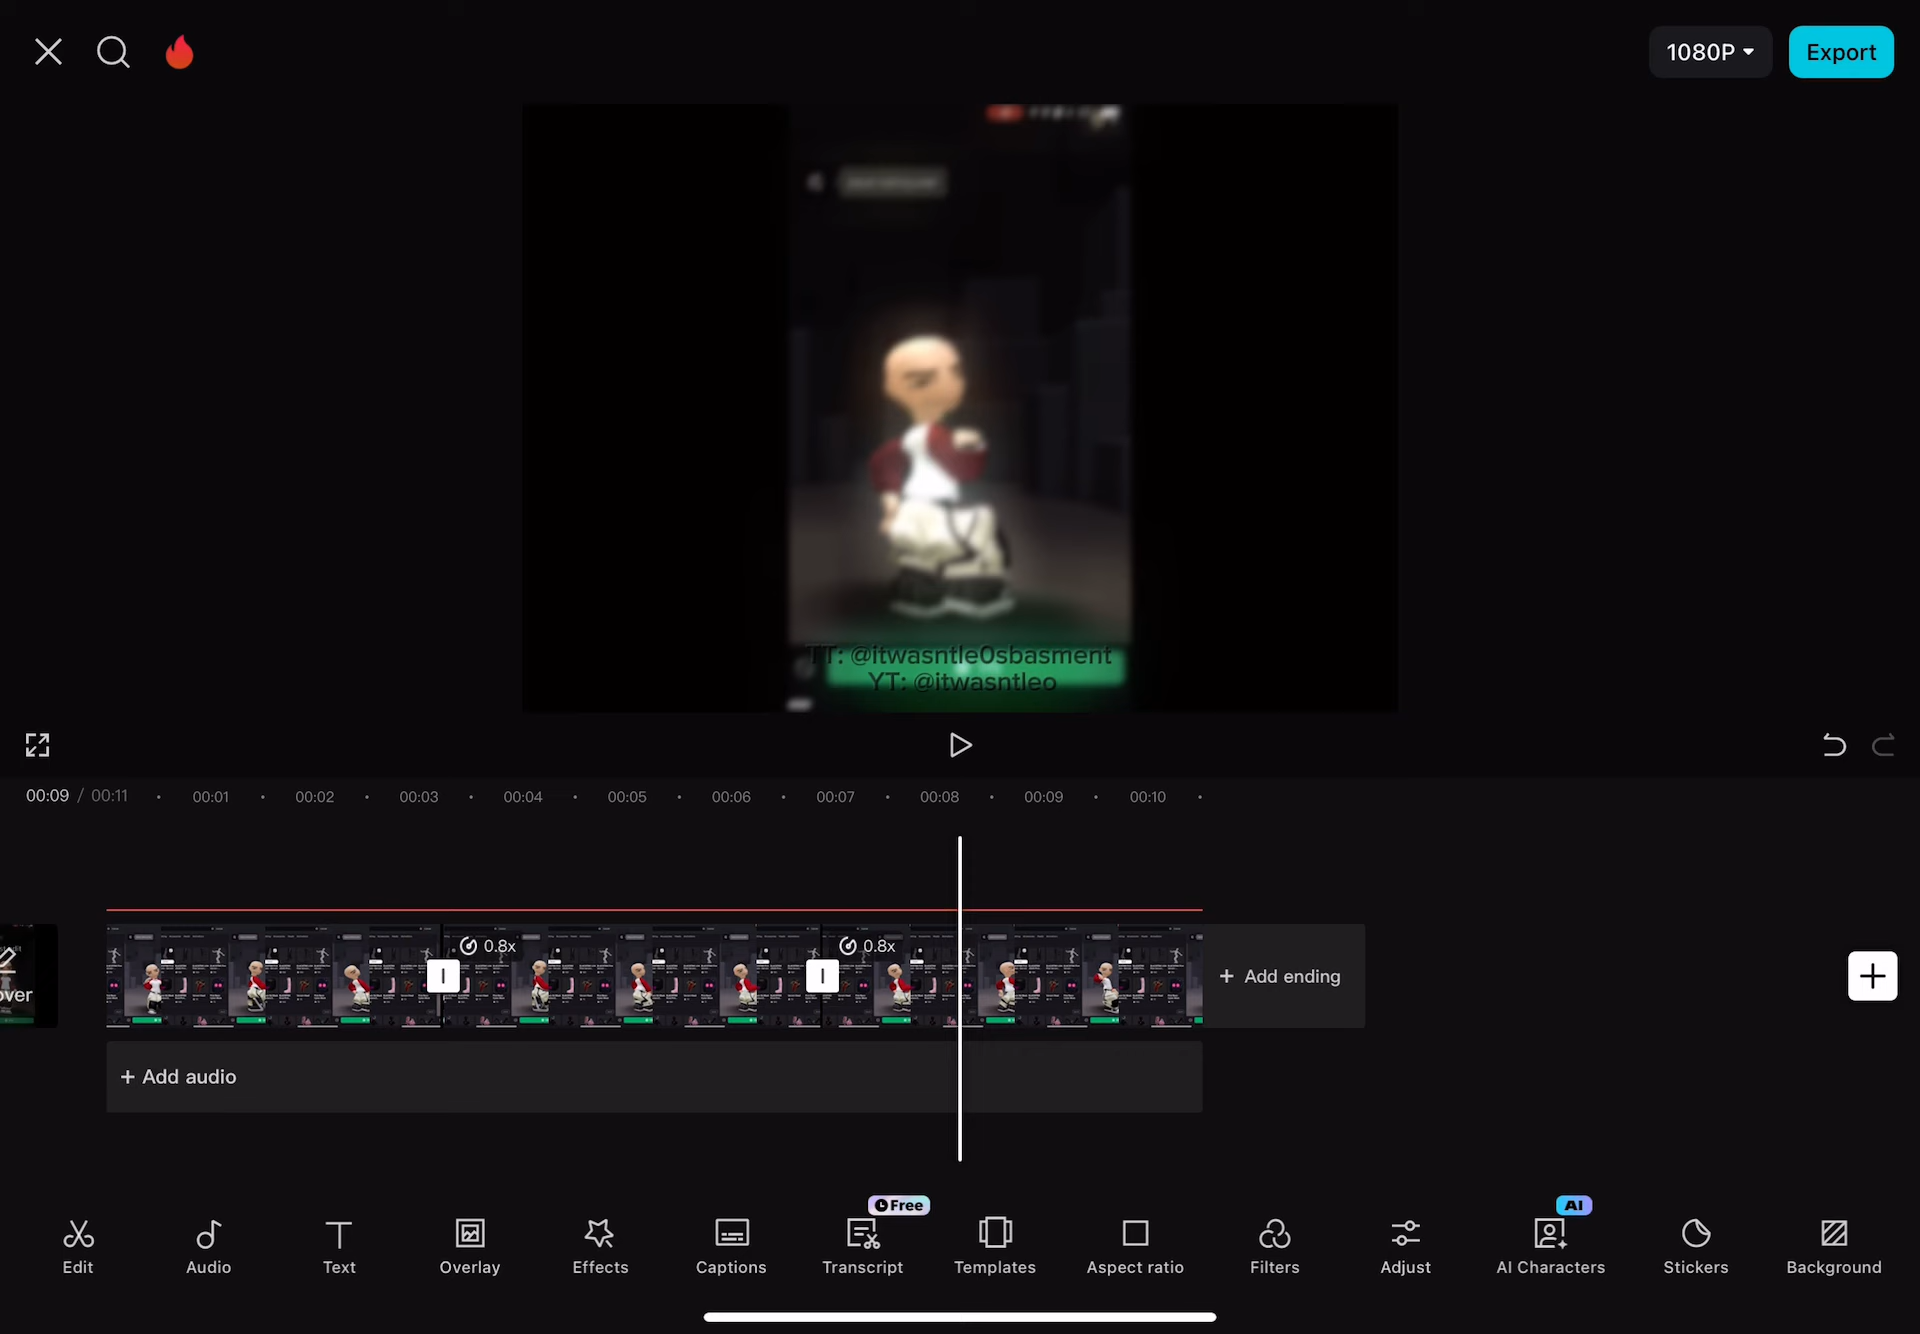 1080P
Export
TT: @itwasntle0sbasment
YT: @itwasntleo
00:09 / 00:11
00:01
00:02
00:03
00:04
00:05
00:06
00:07
00:08
00:09
00:10
0.8x
0.8x
over
+ Add ending
+ Add audio
Free
AI
Edit
Audio
Text
Overlay
Effects
Captions
Transcript
Templates
Aspect ratio
Filters
Adjust
AI Characters
Stickers
Background